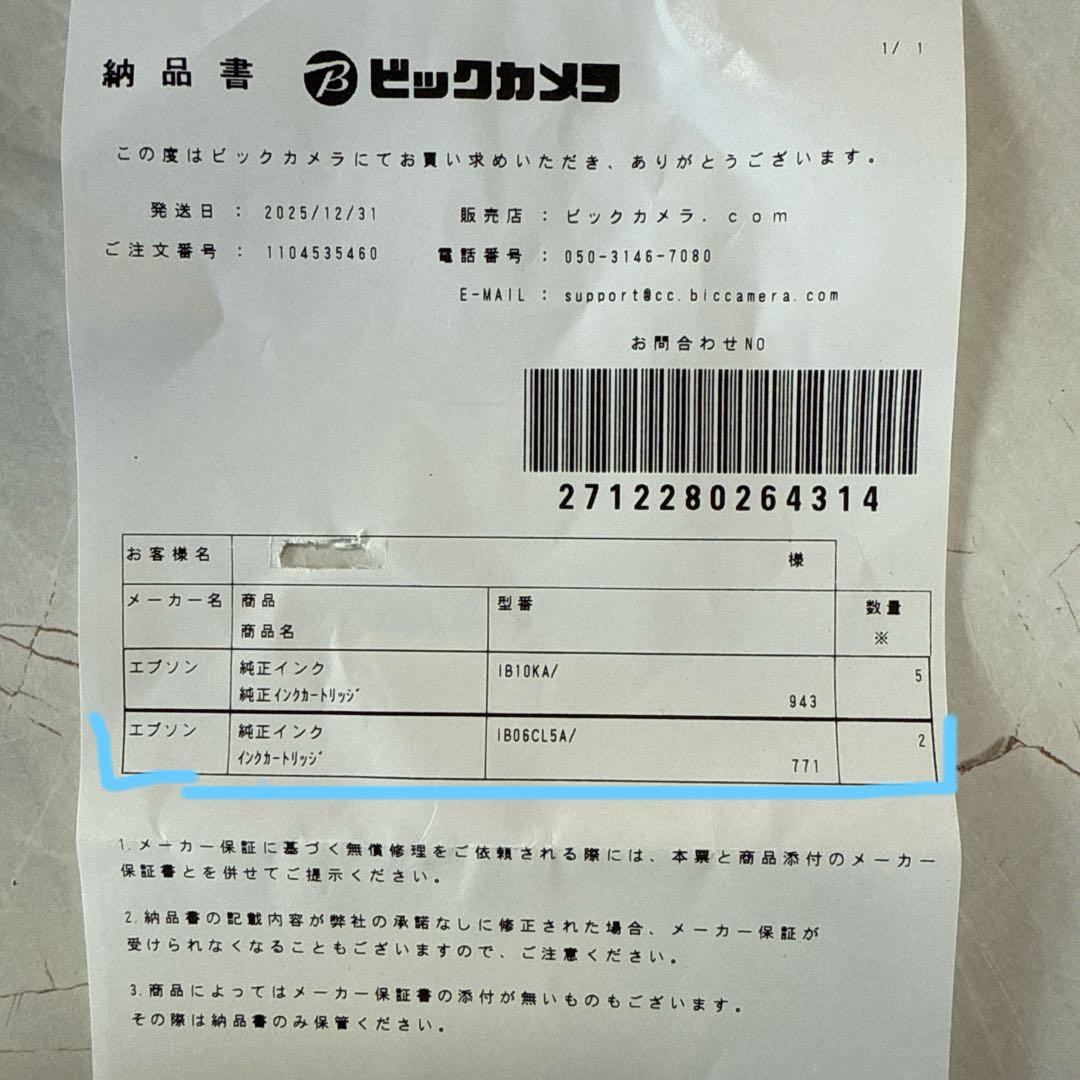 1/ 1
納品書 B ビックカメラ
この度はビックカメラにてお買い求めいただき、ありがとうございます。
発送日 : 2025/12/31 販売店 : ビックカメラ.com
ご注文番号 : 1104535460 電話番号 : 050-3146-7080
E-MAIL : support@cc.biccamera.com
お問合わせNO
2712280264314
お客様名 様
メーカー名 商品 型番 数量
商品名 ※
エプソン 純正インク IB10KA/ 5
純正インクカートリッジ 943
エプソン 純正インク IB06CL5A/ 2
インクカートリッジ 771
1.メーカー保証に基づく無償修理をご依頼される際には、本票と商品添付のメーカー
保証書とを併せてご提示ください。
2.納品書の記載内容が弊社の承諾なしに修正された場合、メーカー保証が
受けられなくなることもございますので、ご注意ください。
3.商品によってはメーカー保証書の添付が無いものもございます。
その際は納品書のみ保管ください。